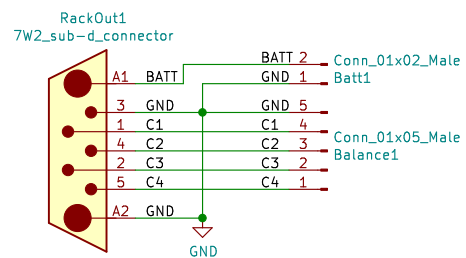 RackOut1
7W2_sub-d_connector
A1 BATT
BATT 2 Conn_01x02_Male
GND 1 Batt1
3 GND GND 5
1 C1 C1 4 Conn_01x05_Male
4 C2 C2 3 Balance1
2 C3 C3 2
5 C4 C4 1
A2 GND
GND